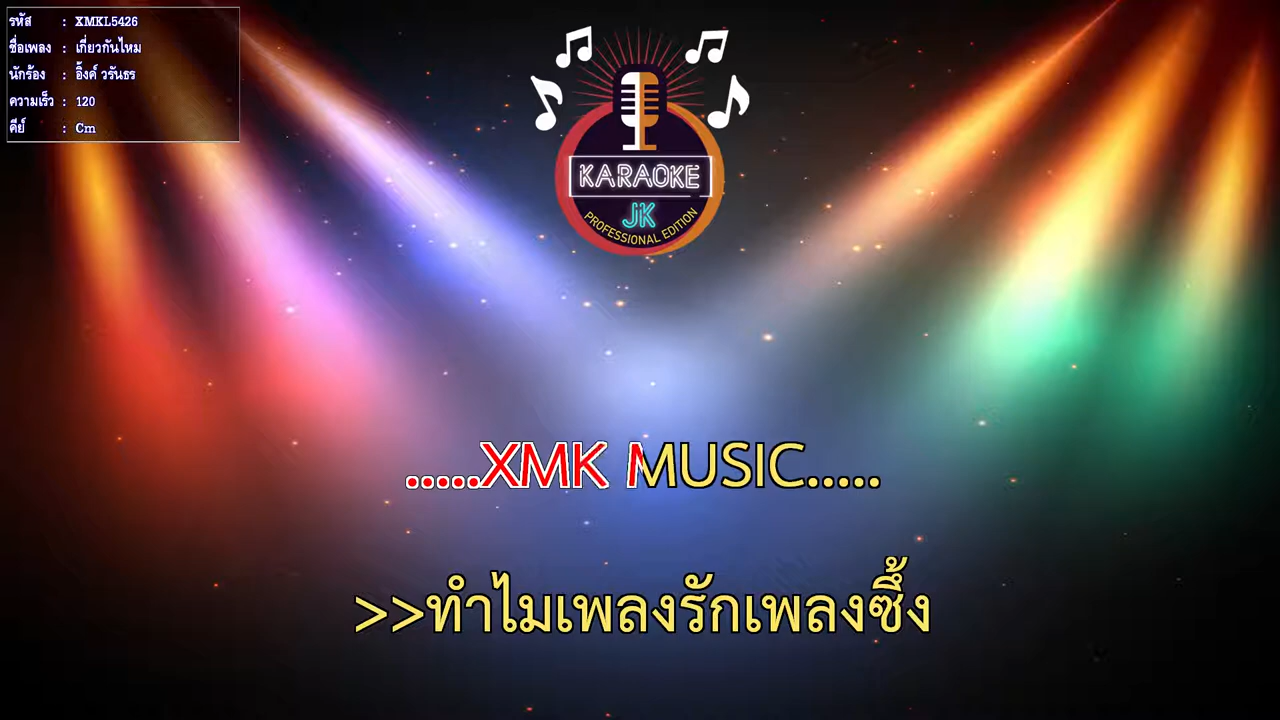 รหัส : XMKL5426
ชื่อเพลง : เกี่ยวกันไหม
นักร้อง : อิ้งค์ วรันธร
ความเร็ว : 120
คีย์ : Cm
KARAOKE
JK
PROFESSIONAL EDITION
.....XMK MUSIC.....
>>ทำไมเพลงรักเพลงซึ้ง